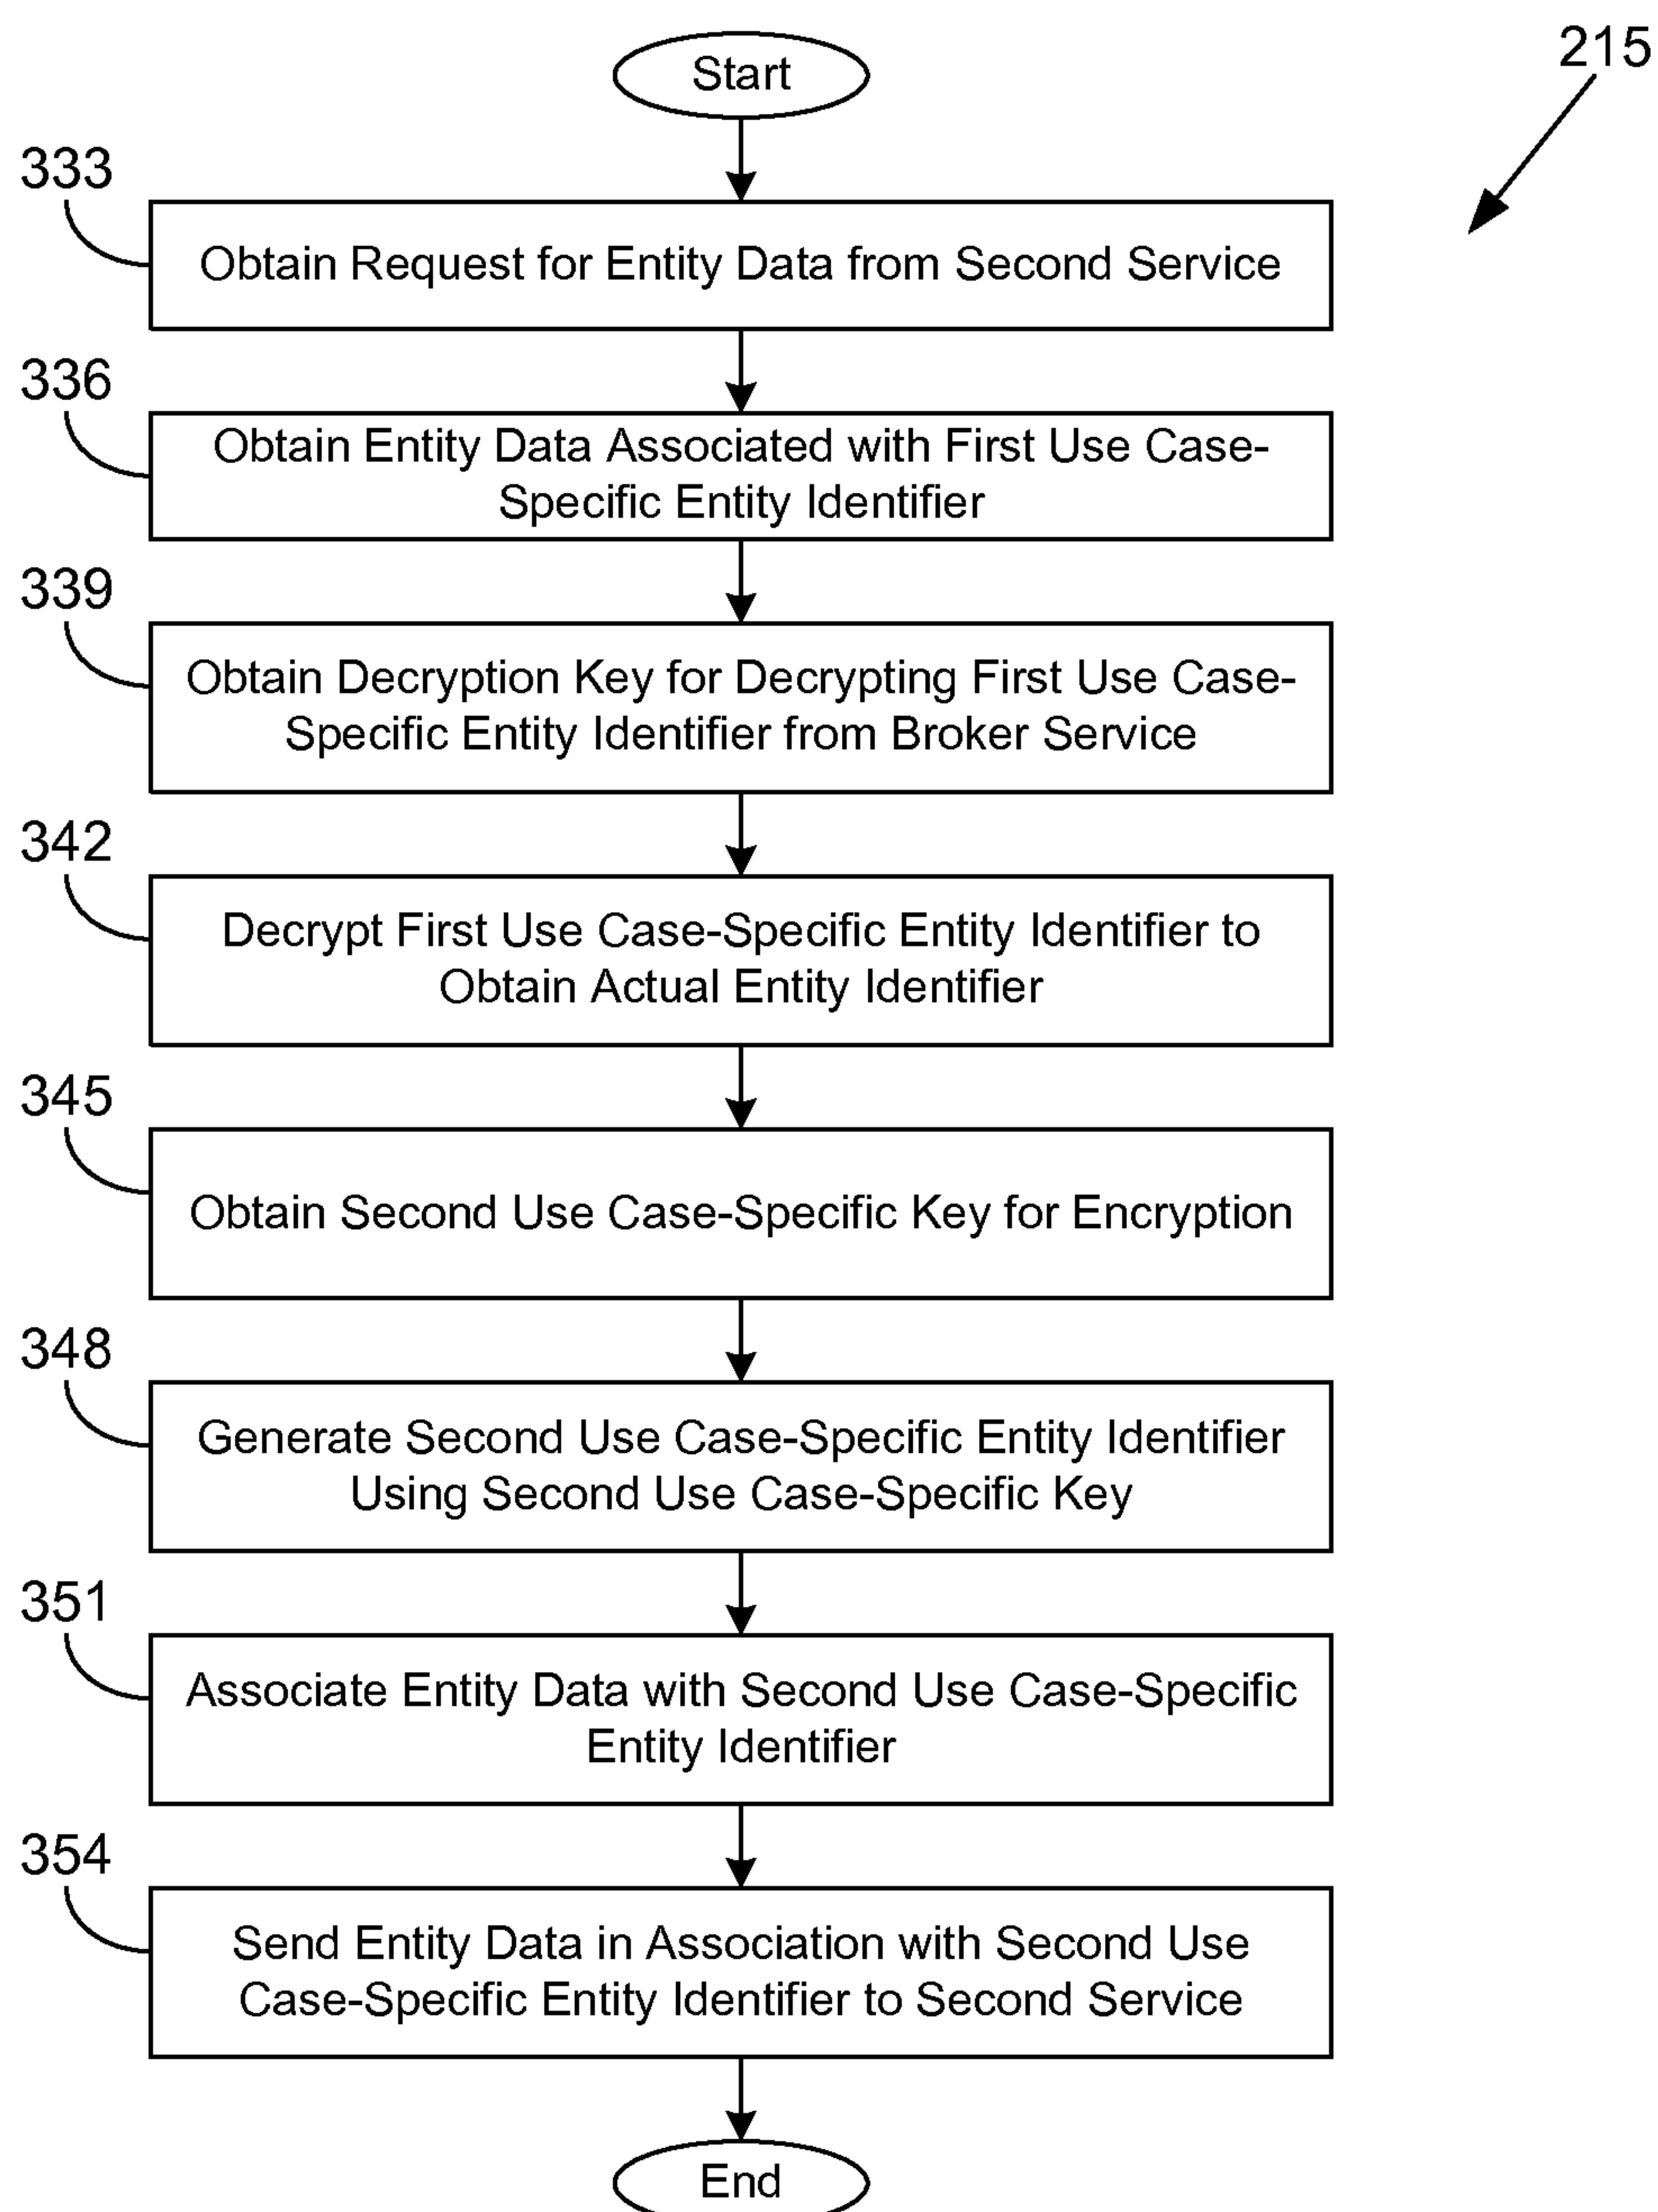 215
Start
333
Obtain Request for Entity Data from Second Service
336
Obtain Entity Data Associated with First Use Case-
Specific Entity Identifier
339
Obtain Decryption Key for Decrypting First Use Case-
Specific Entity Identifier from Broker Service
342
Decrypt First Use Case-Specific Entity Identifier to
Obtain Actual Entity Identifier
345
Obtain Second Use Case-Specific Key for Encryption
348
Generate Second Use Case-Specific Entity Identifier
Using Second Use Case-Specific Key
351
Associate Entity Data with Second Use Case-Specific
Entity Identifier
354
Send Entity Data in Association with Second Use
Case-Specific Entity Identifier to Second Service
End